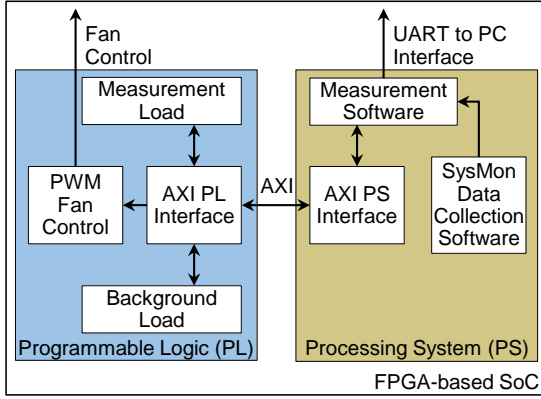 Fan
Control
UART to PC
Interface
Measurement
Load
Measurement
Software
PWM
Fan
Control
AXI PL
Interface
AXI
AXI PS
Interface
SysMon
Data
Collection
Software
Background
Load
Programmable Logic (PL)
Processing System (PS)
FPGA-based SoC